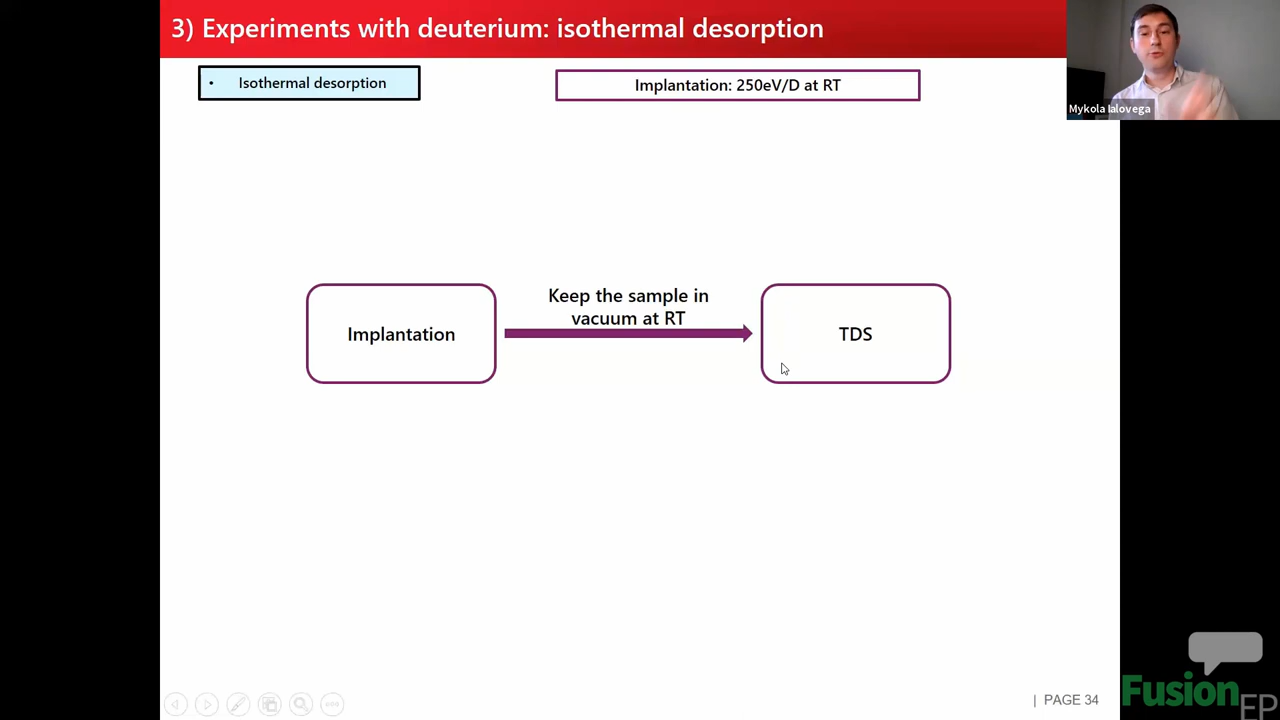 3) Experiments with deuterium: isothermal desorption
Mykola Ialovega
• Isothermal desorption
Implantation: 250eV/D at RT
Implantation
Keep the sample in
vacuum at RT
TDS
| PAGE 34
Fusion
EP